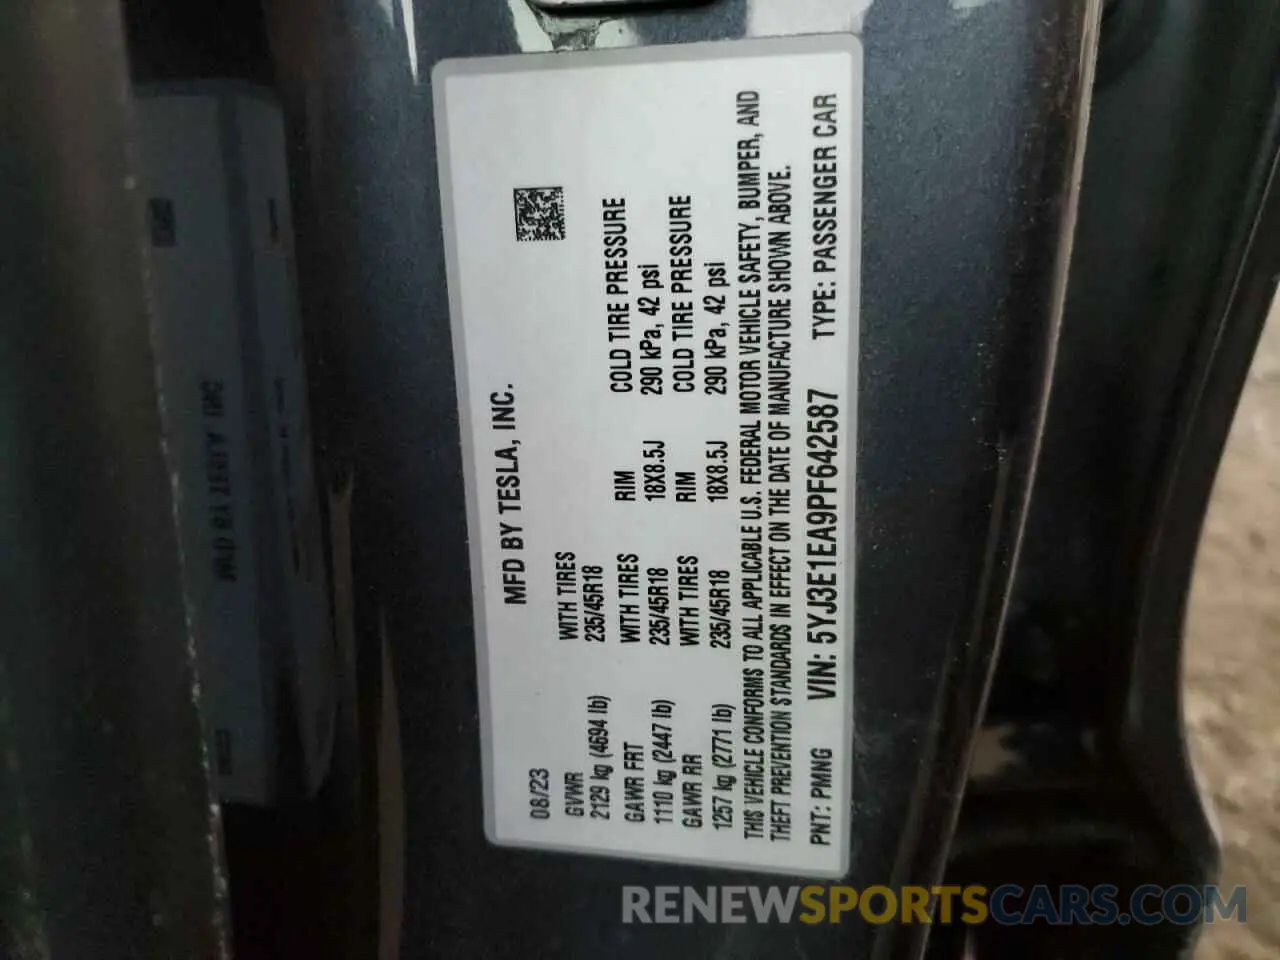 MFD BY TESLA, INC.
08/23
GVWR WITH TIRES
2129 kg (4694 lb) 235/45R18
GAWR FRT WITH TIRES RIM COLD TIRE PRESSURE
1110 kg (2447 lb) 235/45R18 18X8.5J 290 kPa, 42 psi
GAWR RR WITH TIRES RIM COLD TIRE PRESSURE
1257 kg (2771 lb) 235/45R18 18X8.5J 290 kPa, 42 psi
THIS VEHICLE CONFORMS TO ALL APPLICABLE U.S. FEDERAL MOTOR VEHICLE SAFETY, BUMPER, AND
THEFT PREVENTION STANDARDS IN EFFECT ON THE DATE OF MANUFACTURE SHOWN ABOVE.
PNT: PMNG VIN: 5YJ3E1EA9PF642587 TYPE: PASSENGER CAR
RENEWSPORTSCARS.COM